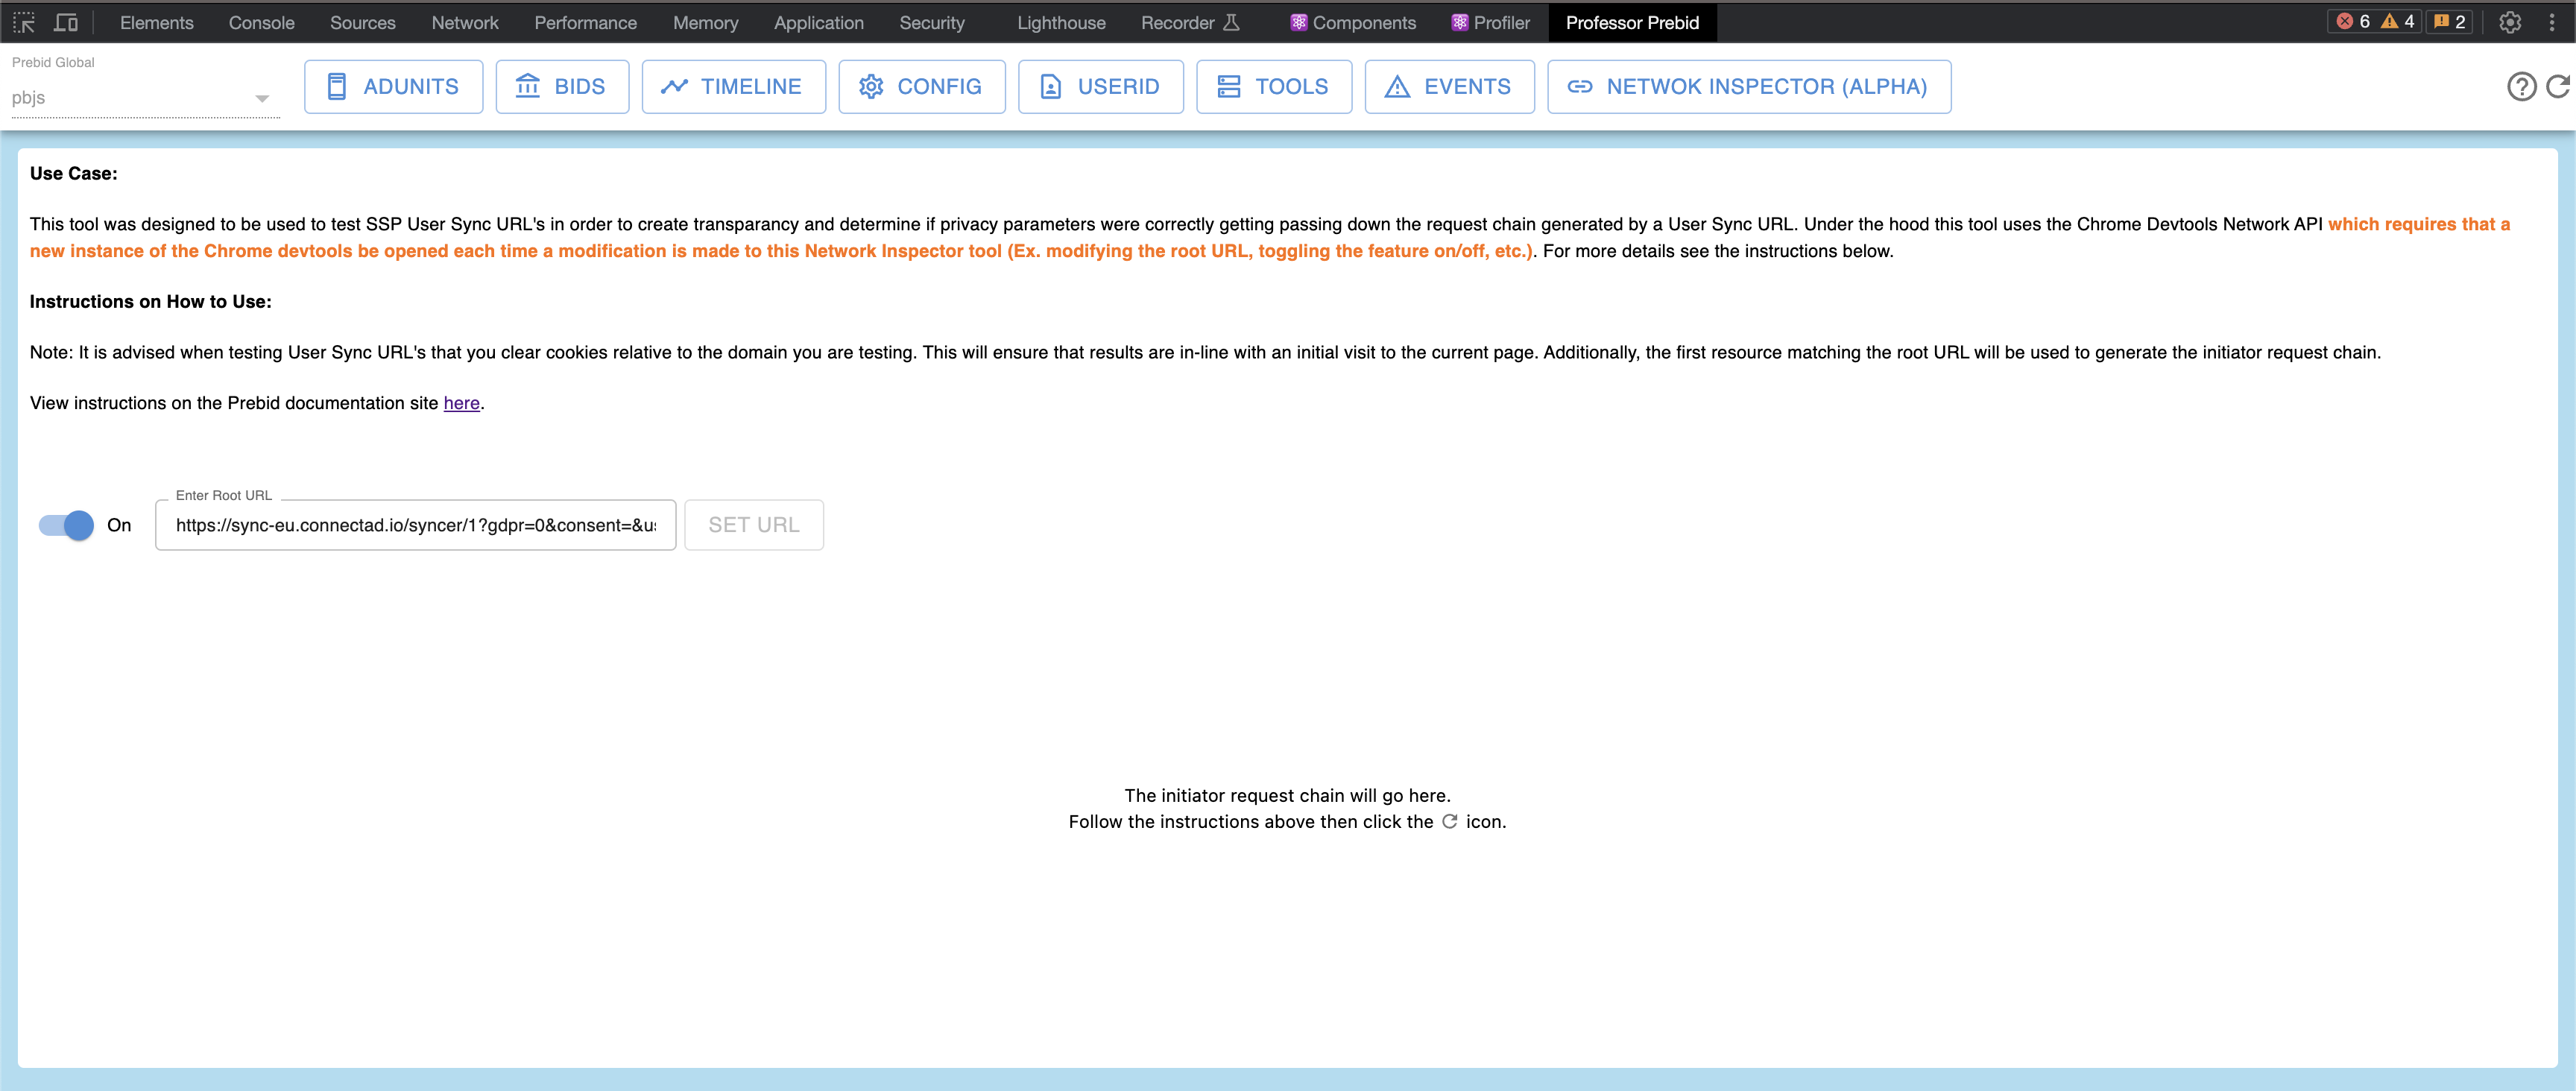 Elements Console Sources Network Performance Memory Application Security Lighthouse Recorder Components Profiler Professor Prebid 6 4 2
Prebid Global
pbjs
ADUNITS BIDS TIMELINE CONFIG USERID TOOLS EVENTS NETWOK INSPECTOR (ALPHA)
Use Case:
This tool was designed to be used to test SSP User Sync URL's in order to create transparancy and determine if privacy parameters were correctly getting passing down the request chain generated by a User Sync URL. Under the hood this tool uses the Chrome Devtools Network API which requires that a
new instance of the Chrome devtools be opened each time a modification is made to this Network Inspector tool (Ex. modifying the root URL, toggling the feature on/off, etc.). For more details see the instructions below.
Instructions on How to Use:
Note: It is advised when testing User Sync URL's that you clear cookies relative to the domain you are testing. This will ensure that results are in-line with an initial visit to the current page. Additionally, the first resource matching the root URL will be used to generate the initiator request chain.
View instructions on the Prebid documentation site here.
Enter Root URL
On https://sync-eu.connectad.io/syncer/1?gdpr=0&consent=&us SET URL
The initiator request chain will go here.
Follow the instructions above then click the icon.